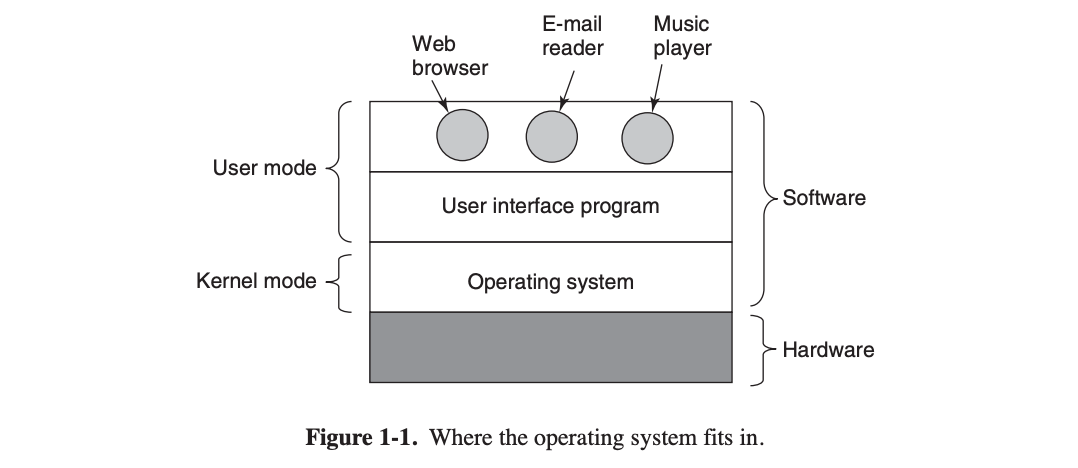 E-mail
reader
Music
player
Web
browser
User mode
User interface program
Software
Kernel mode
Operating system
Hardware
Figure 1-1. Where the operating system fits in.